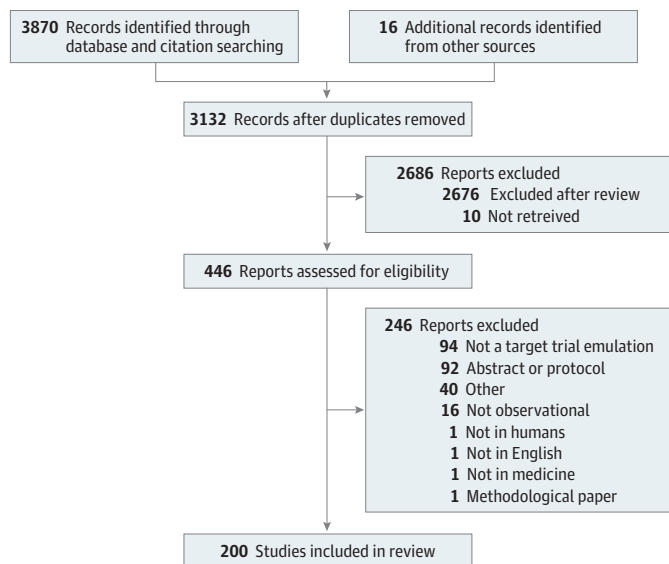 3870 Records identified through
database and citation searching
16 Additional records identified
from other sources
3132 Records after duplicates removed
2686 Reports excluded
2676 Excluded after review
10 Not retreived
446 Reports assessed for eligibility
246 Reports excluded
94 Not a target trial emulation
92 Abstract or protocol
40 Other
16 Not observational
1 Not in humans
1 Not in English
1 Not in medicine
1 Methodological paper
200 Studies included in review